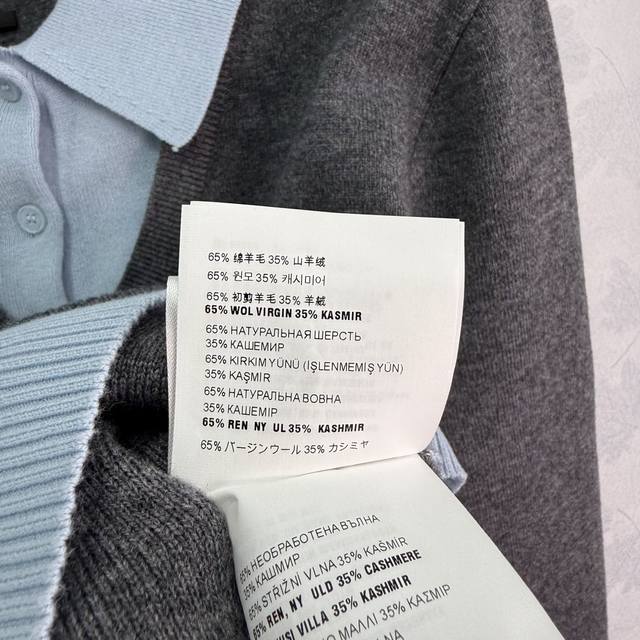 65% 绵羊毛 35% 山羊绒
65% 윈모 35% 캐시미어
65% 初剪羊毛 35% 羊絨
65% WOL VIRGIN 35% KASMIR
65% НАТУРАЛЬНАЯ ШЕРСТЬ
35% КАШЕМИР
65% KIRKIM YÜNÜ (İŞLENMEMİŞ YÜN)
35% KAŞMİR
65% НАТУРАЛЬНА ВОВНА
35% КАШЕМІР
65% REN NY UL 35% KASHMIR
65% バージンウール 35% カシミヤ
НЕОБРАБОТЕНА ВЪЛНА
35% КАШМИР
65% STŘIŽNÍ VLNA 35% KAŠMÍR
65% REN, NY ULD 35% CASHMERE
VILLA 35% KASHMIR
ΜΑΛΛΙ 35% ΚΑΣΜΙΡ